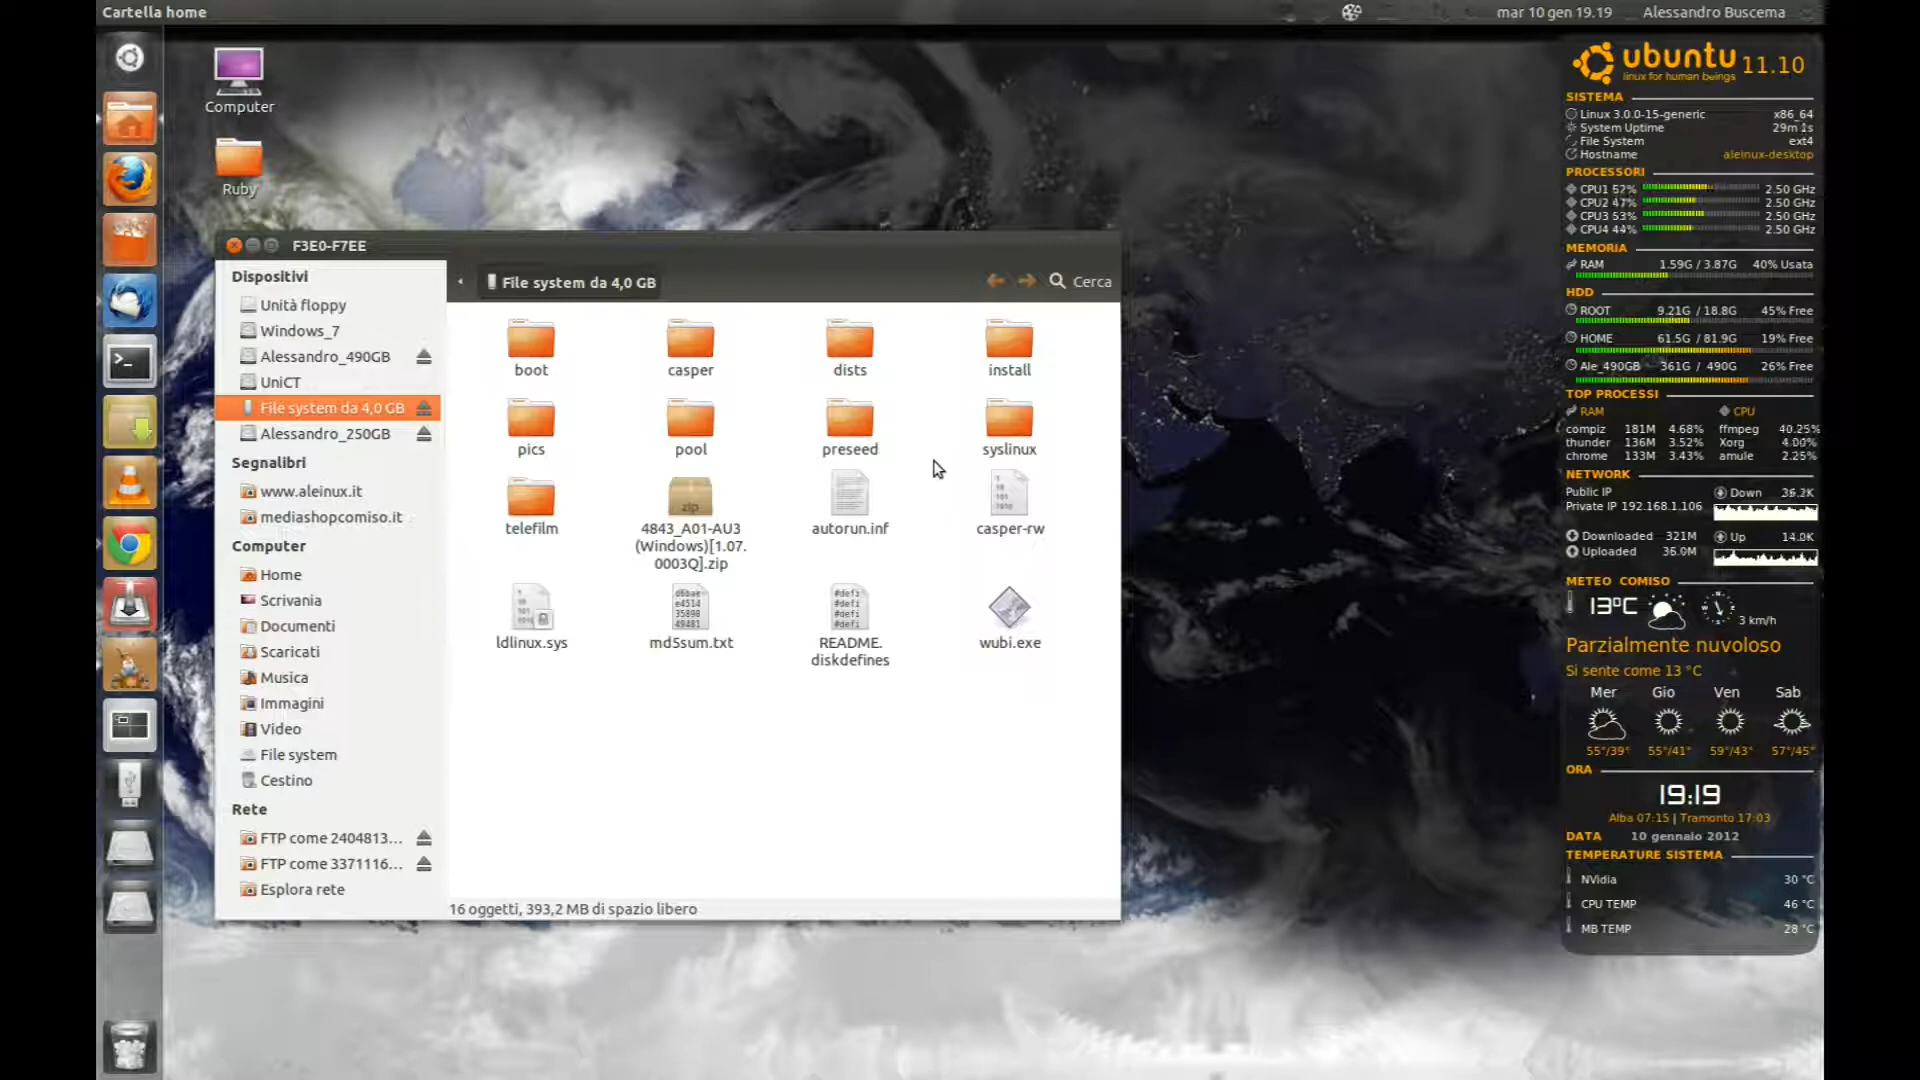 Cartella home
mar 10 gen 19.19 Alessandro Buscema
Computer
Ruby
F3E0-F7EE
File system da 4,0 GB
Cerca
Dispositivi
Unità floppy
Windows_7
Alessandro_490GB
UniCT
File system da 4,0 GB
Alessandro_250GB
Segnalibri
www.aleinux.it
mediashopcomiso.it
Computer
Home
Scrivania
Documenti
Scaricati
Musica
Immagini
Video
File system
Cestino
Rete
FTP come 2404813...
FTP come 3371116...
Esplora rete
boot casper dists install
pics pool preseed syslinux
telefilm
4843_A01-AU3
(Windows)[1.07.
0003Q].zip
autorun.inf
casper-rw
ldlinux.sys
md5sum.txt
README.
diskdefines
wubi.exe
16 oggetti, 393,2 MB di spazio libero
ubuntu 11.10
linux for human beings
SISTEMA
Linux 3.0.0-15-generic x86_64
System Uptime 29m 1s
File System ext4
Hostname aleinux-desktop
PROCESSORI
CPU1 52% 2.50 GHz
CPU2 47% 2.50 GHz
CPU3 53% 2.50 GHz
CPU4 44% 2.50 GHz
MEMORIA
RAM 1.59G / 3.87G 40% Usata
HDD
ROOT 9.21G / 18.8G 45% Free
HOME 61.5G / 81.9G 19% Free
Ale_490GB 361G / 490G 26% Free
TOP PROCESSI
RAM CPU
compiz 181M 4.68% ffmpeg 40.25%
thunder 136M 3.52% Xorg 4.00%
chrome 133M 3.43% amule 2.25%
NETWORK
Public IP Down 36.2K
Private IP 192.168.1.106
Downloaded 321M Up 14.0K
Uploaded 36.0M
METEO COMISO
13°C
3 km/h
Parzialmente nuvoloso
Si sente come 13 °C
Mer Gio Ven Sab
55°/39° 55°/41° 59°/43° 57°/45°
ORA
19:19
Alba 07:15 | Tramonto 17:03
DATA 10 gennaio 2012
TEMPERATURE SISTEMA
NVidia 30 °C
CPU TEMP 46 °C
MB TEMP 28 °C